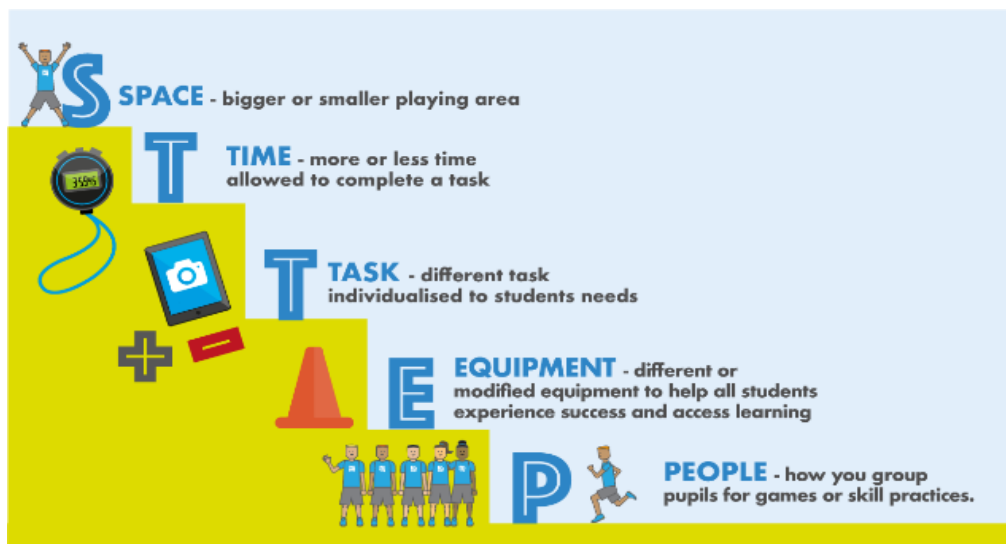 S
SPACE - bigger or smaller playing area
T
TIME - more or less time
allowed to complete a task
35945
T
TASK - different task
individualised to students needs
E
EQUIPMENT - different or
modified equipment to help all students
experience success and access learning
P
PEOPLE - how you group
pupils for games or skill practices.